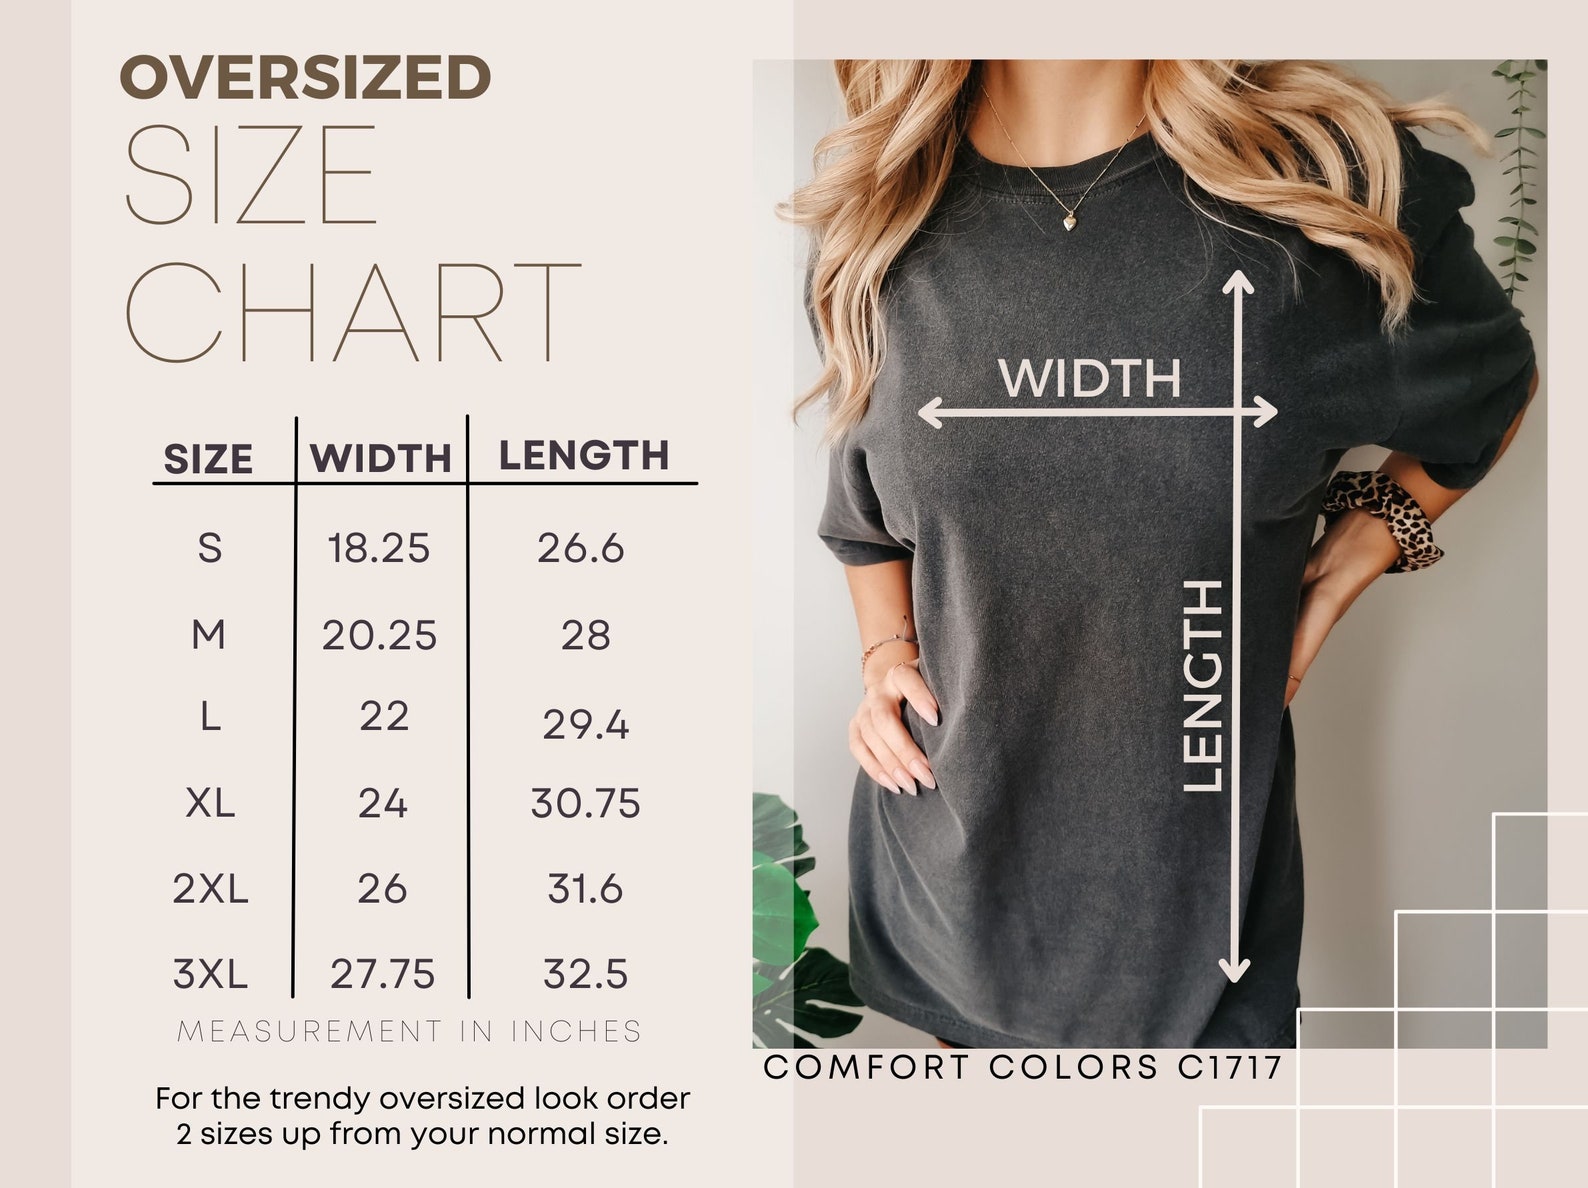 OVERSIZED
SIZE
CHART
SIZE WIDTH LENGTH
S 18.25 26.6
M 20.25 28
L 22 29.4
XL 24 30.75
2XL 26 31.6
3XL 27.75 32.5
MEASUREMENT IN INCHES
For the trendy oversized look order
2 sizes up from your normal size.
WIDTH
LENGTH
COMFORT COLORS C1717